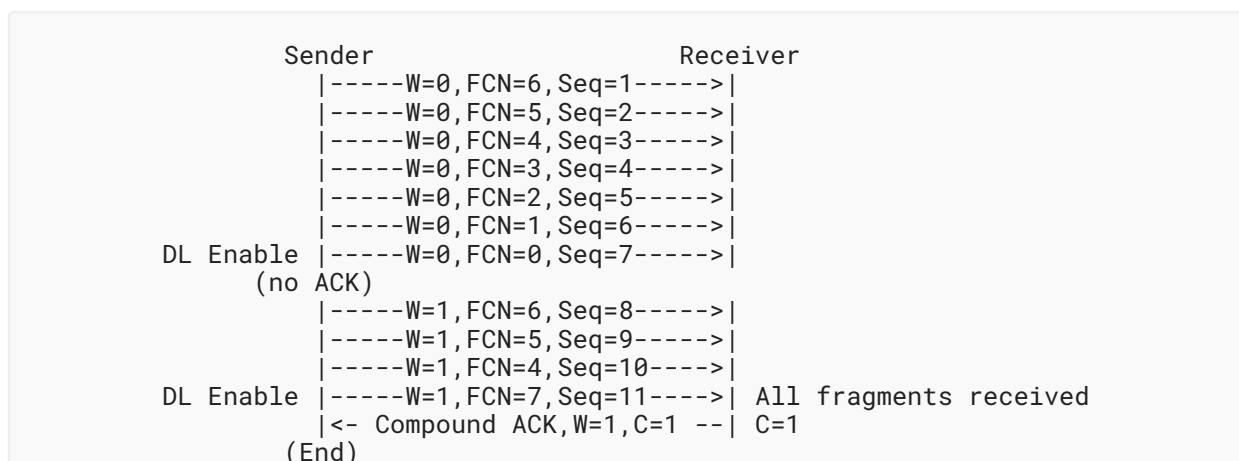 Sender                    Receiver
|-----W=0,FCN=6,Seq=1----->|
|-----W=0,FCN=5,Seq=2----->|
|-----W=0,FCN=4,Seq=3----->|
|-----W=0,FCN=3,Seq=4----->|
|-----W=0,FCN=2,Seq=5----->|
|-----W=0,FCN=1,Seq=6----->|
DL Enable |-----W=0,FCN=0,Seq=7----->|
(no ACK)
|-----W=1,FCN=6,Seq=8----->|
|-----W=1,FCN=5,Seq=9----->|
|-----W=1,FCN=4,Seq=10---->|
DL Enable |-----W=1,FCN=7,Seq=11---->| All fragments received
|<- Compound ACK,W=1,C=1 --| C=1
(End)